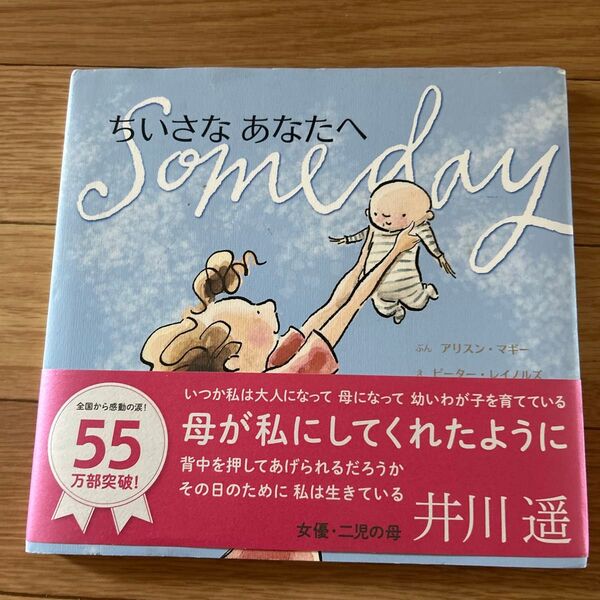 ちいさな あなたへ
Someday
ぶん アリスン・マギー
え ピーター・レイノルズ
全国から感動の涙!
55
万部突破!
いつか私は大人になって 母になって 幼いわが子を育てている
母が私にしてくれたように
背中を押してあげられるだろうか
その日のために 私は生きている
女優・二児の母 井川 遥